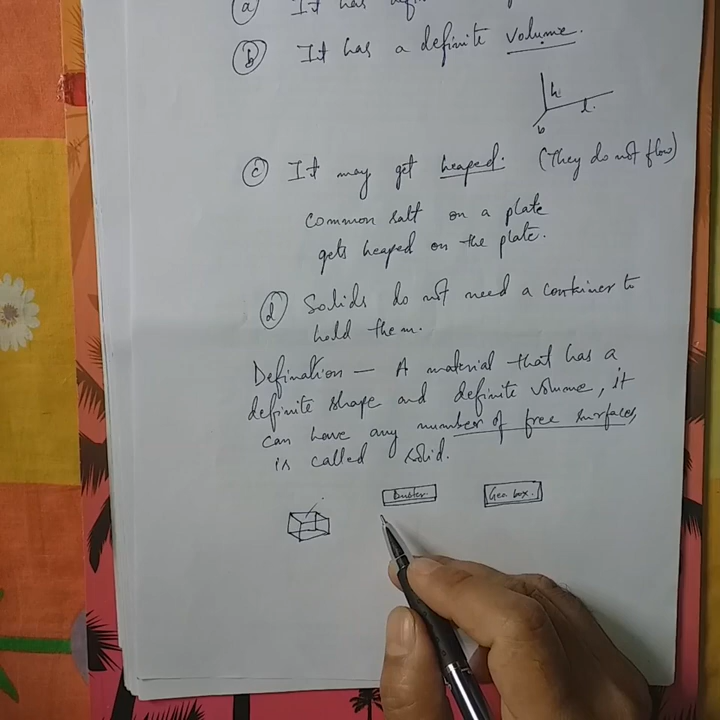 (a) It has
(b) It has a definite volume.
h
l
b
(c) It may get heaped. (They do not flow)
common salt on a plate
gets heaped on the plate.
(d) Solids do not need a container to
hold them.
Defination — A material that has a
definite shape and definite volume, it
can have any number of free surfaces,
is called solid.
Duster. Geo box.